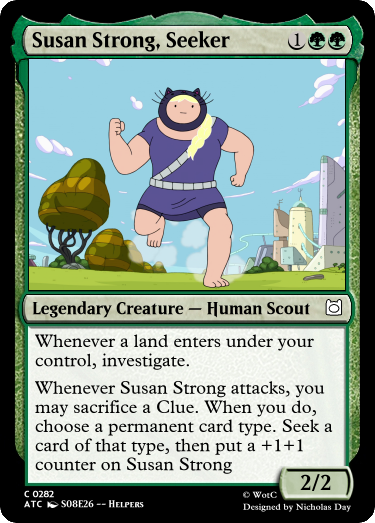 Susan Strong, Seeker 1
Legendary Creature — Human Scout
Whenever a land enters under your
control, investigate.
Whenever Susan Strong attacks, you
may sacrifice a Clue. When you do,
choose a permanent card type. Seek a
card of that type, then put a +1+1
counter on Susan Strong
2/2
C 0282
ATC S08E26 -- Helpers
© WotC
Designed by Nicholas Day